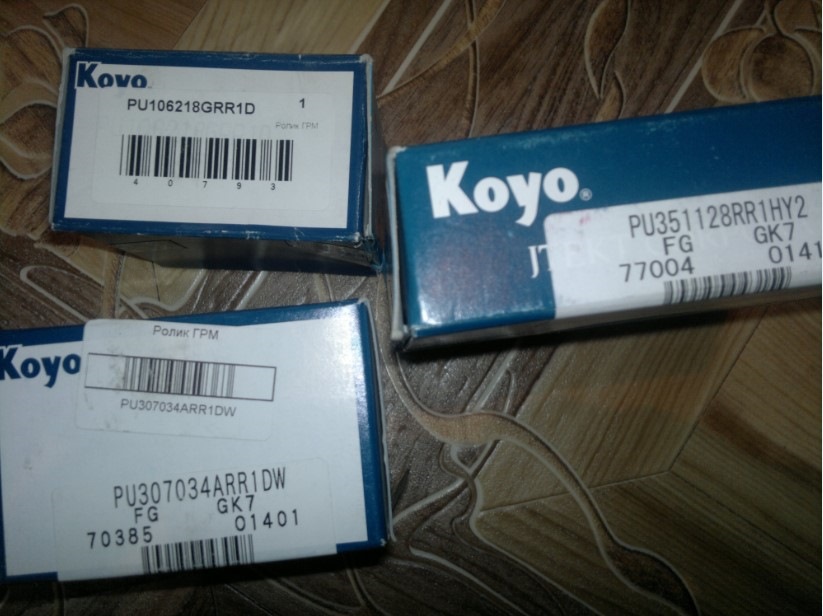 Koyo
PU106218GRR1D 1
Ролик ГРМ
40793
Koyo®
JTEKT
PU351128RR1HY2
FG GK7
77004 0141
Koyo
Ролик ГРМ
PU307034ARR1DW
PU307034ARR1DW
FG GK7
70385 01401